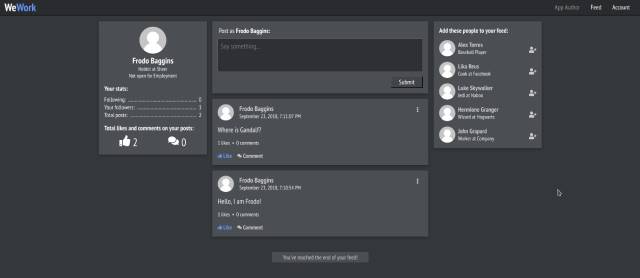 WeWork
App Author
Feed
Account
Frodo Baggins
Hobbit at Shire
Not open for Employment
Your stats:
Following: 0
Your followers: 3
Total posts: 2
Total likes and comments on your posts:
2
0
Post as Frodo Baggins:
Say something...
Submit
Frodo Baggins
September 23, 2018, 7:11:07 PM
Where is Gandalf?
1 likes • 0 comments
Like
Comment
Frodo Baggins
September 23, 2018, 7:10:54 PM
Hello, I am Frodo!
1 likes • 0 comments
Like
Comment
You've reached the end of your feed!
Add these people to your feed:
Alex Torres
Baseball Player
Lika Reus
Cook at Facebook
Luke Skywalker
Jedi at Naboo
Hermione Granger
Wizard at Hogwarts
John Gopard
Worker at Company